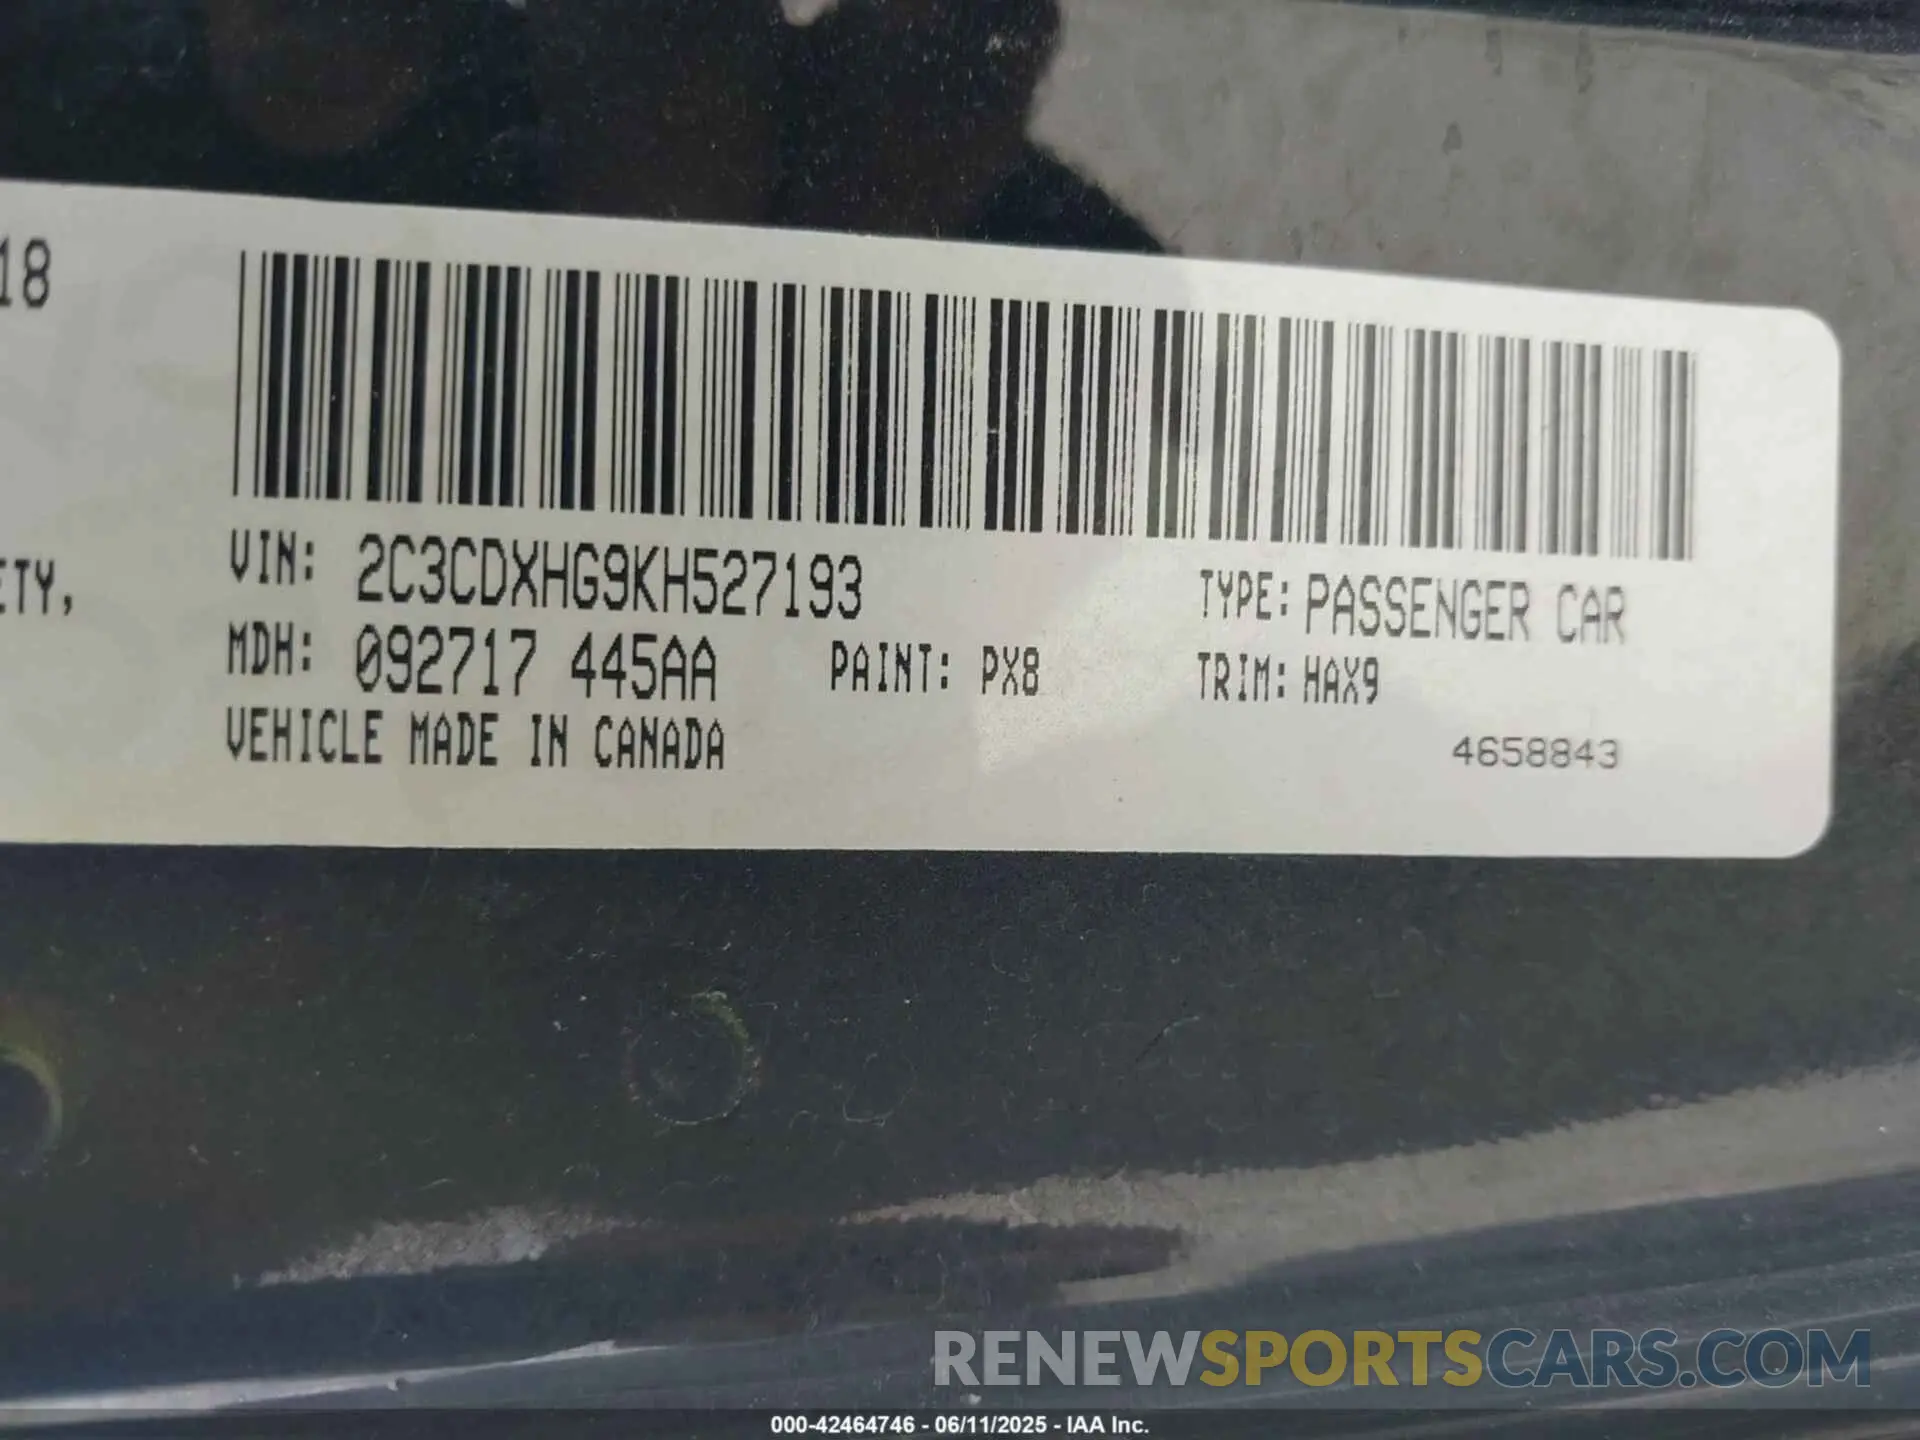 18
ETY,
VIN: 2C3CDXHG9KH527193
TYPE: PASSENGER CAR
MDH: 092717 445AA
PAINT: PX8
TRIM: HAX9
VEHICLE MADE IN CANADA
4658843
RENEWSPORTSCARS.COM
000-42464746 - 06/11/2025 - IAA Inc.